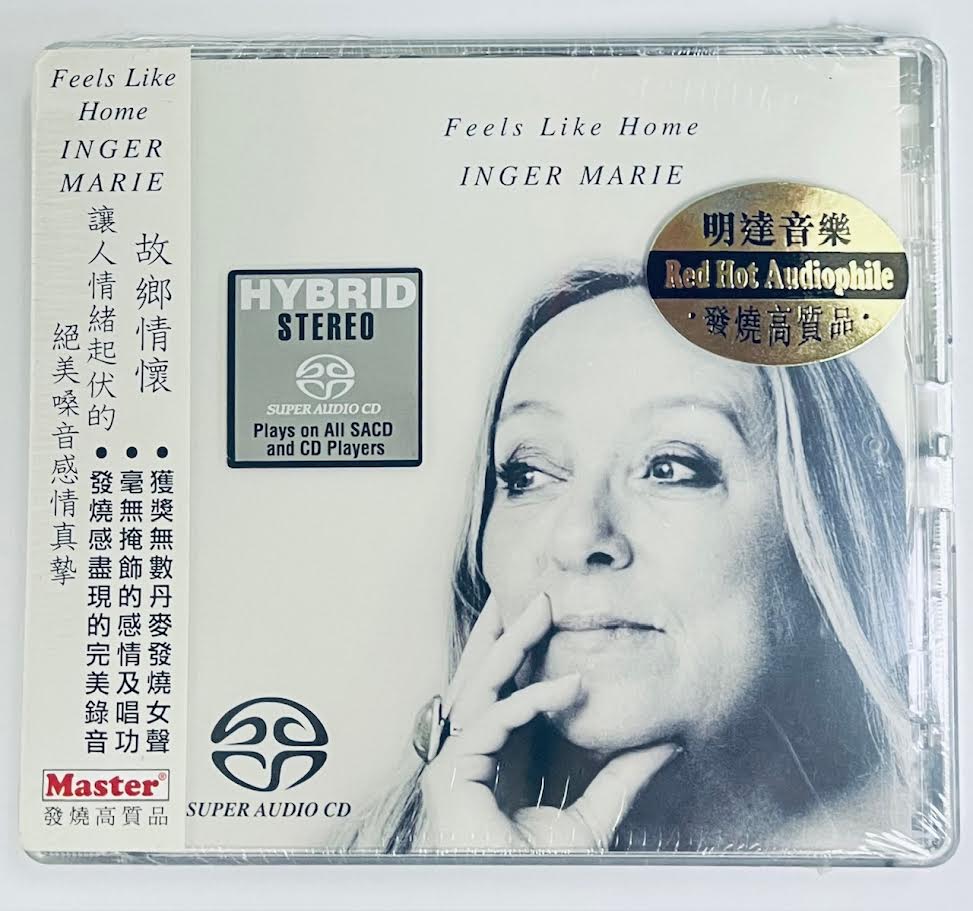 Feels Like
Home
INGER
MARIE
故鄉情懷
讓人情緒起伏的
絕美嗓音感情真摯
•獲獎無數丹麥發燒女聲
•毫無掩飾的感情及唱功
•發燒感盡現的完美錄音
Master®
發燒高質品
Feels Like Home
INGER MARIE
明達音樂
Red Hot Audiophile
·發燒高質品·
HYBRID
STEREO
SUPER AUDIO CD
Plays on All SACD
and CD Players
SUPER AUDIO CD